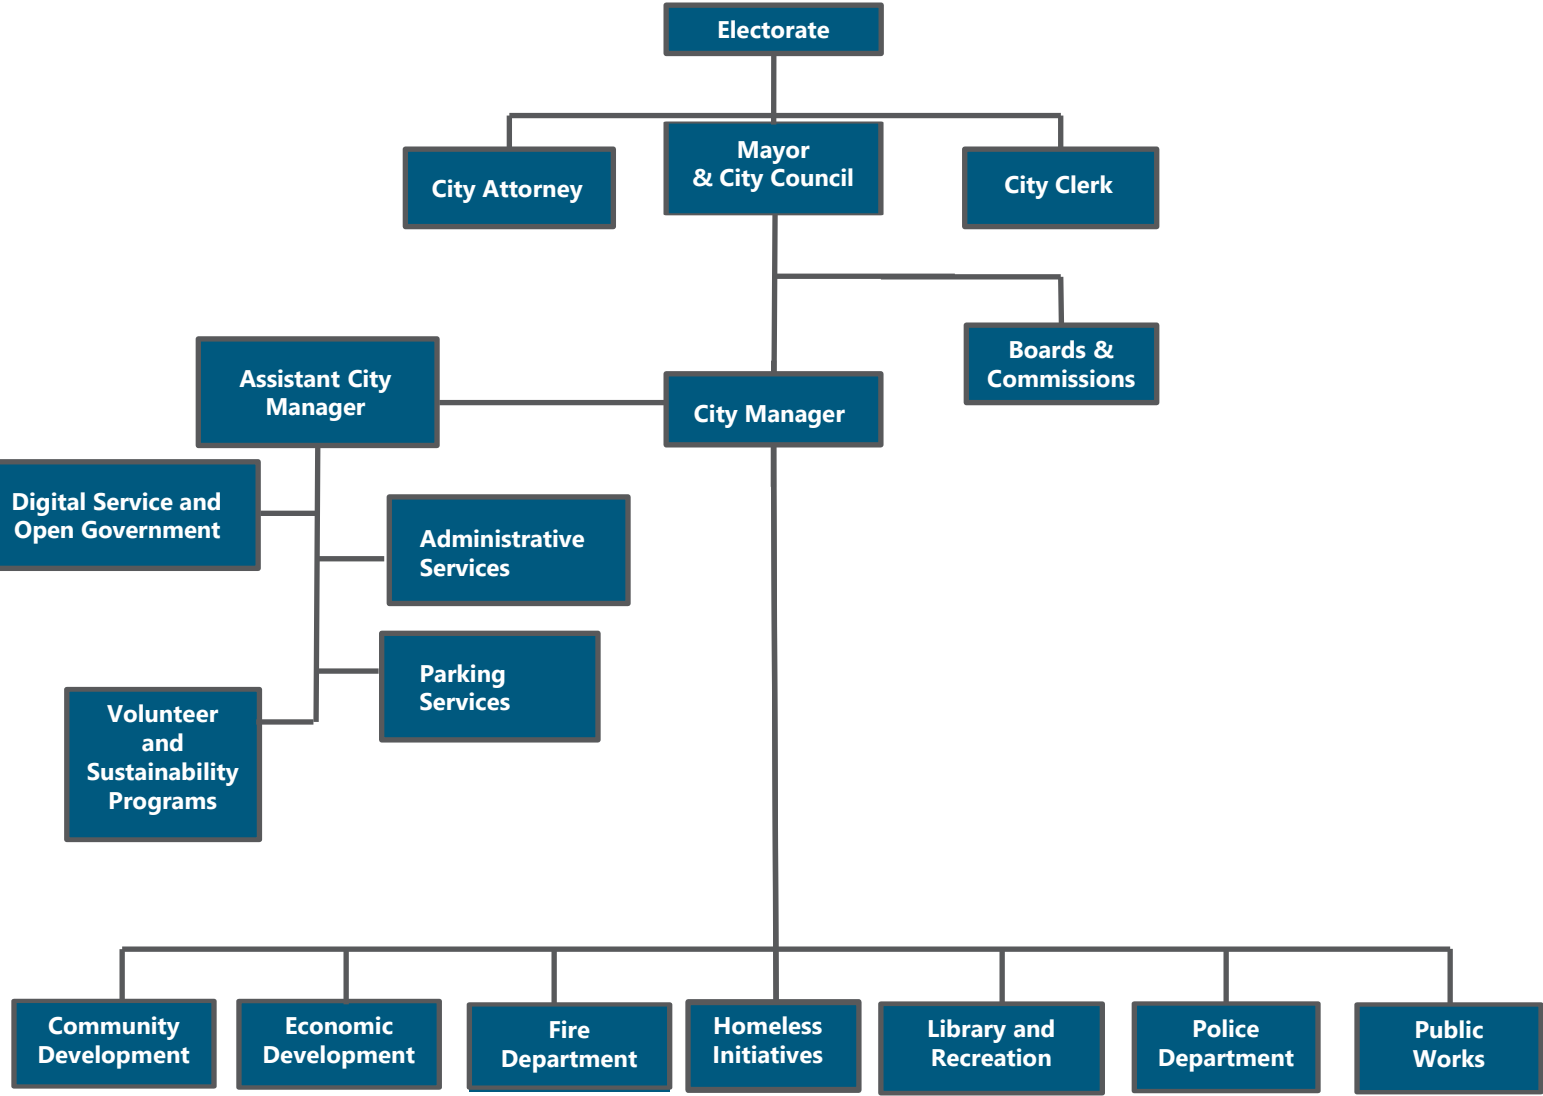 Electorate
City Attorney
Mayor
& City Council
City Clerk
Boards &
Commissions
Assistant City
Manager
City Manager
Digital Service and
Open Government
Administrative
Services
Parking
Services
Volunteer
and
Sustainability
Programs
Community
Development
Economic
Development
Fire
Department
Homeless
Initiatives
Library and
Recreation
Police
Department
Public
Works